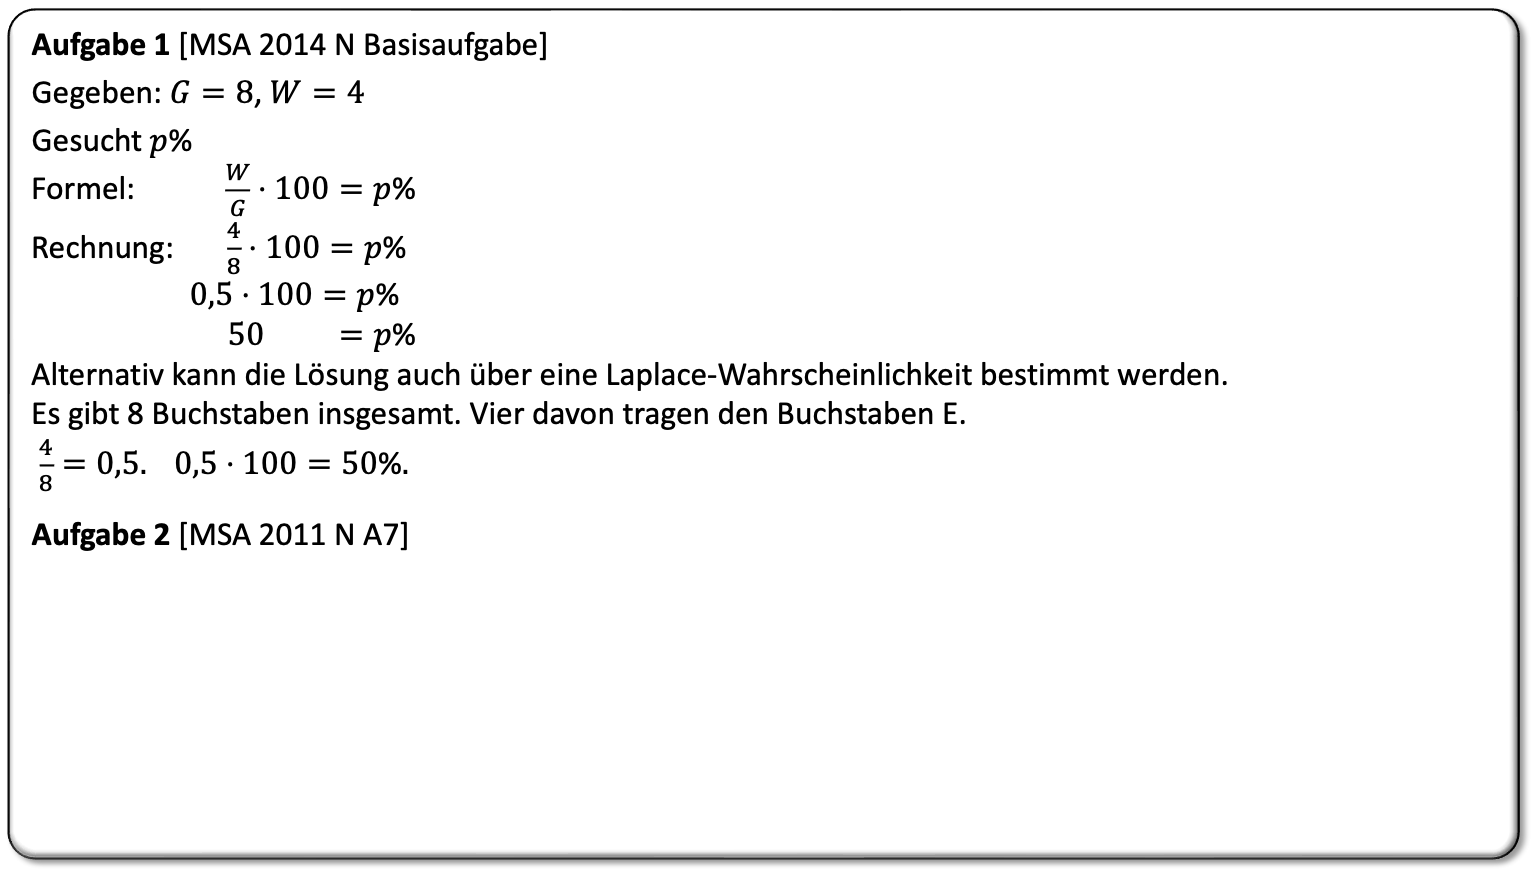 Aufgabe 1 [MSA 2014 N Basisaufgabe]
Gegeben: G = 8, W = 4
Gesucht p%
Formel: W/G · 100 = p%
Rechnung: 4/8 · 100 = p%
0,5 · 100 = p%
50 = p%
Alternativ kann die Lösung auch über eine Laplace-Wahrscheinlichkeit bestimmt werden.
Es gibt 8 Buchstaben insgesamt. Vier davon tragen den Buchstaben E.
4/8 = 0,5. 0,5 · 100 = 50%.
Aufgabe 2 [MSA 2011 N A7]